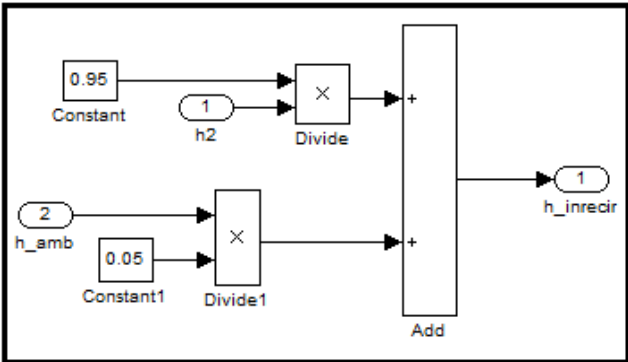 0.95
Constant
1
h2
×
Divide
+
2
h_amb
0.05
Constant1
×
Divide1
+
Add
1
h_inrecir